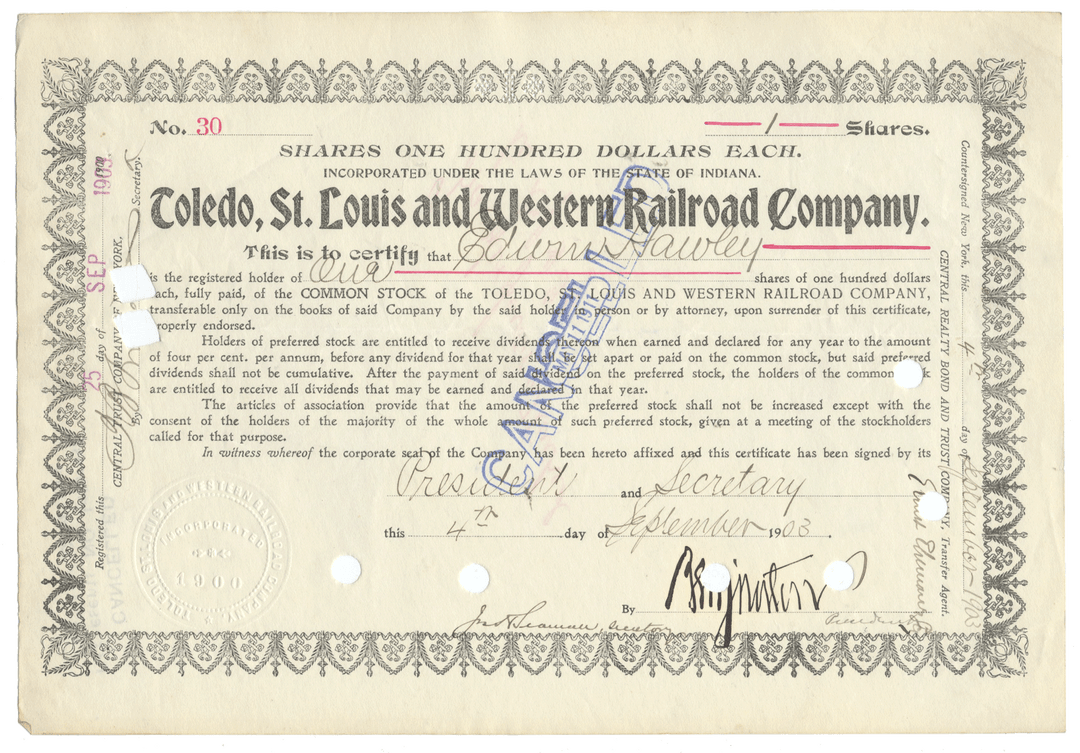 No. 30
— 1 — Shares.
SHARES ONE HUNDRED DOLLARS EACH.
INCORPORATED UNDER THE LAWS OF THE STATE OF INDIANA.
Toledo, St. Louis and Western Railroad Company.
This is to certify that Edwin Hawley
is the registered holder of One shares of one hundred dollars
each, fully paid, of the COMMON STOCK of the TOLEDO, ST. LOUIS AND WESTERN RAILROAD COMPANY,
transferable only on the books of said Company by the said holder in person or by attorney, upon surrender of this certificate,
properly endorsed.
Holders of preferred stock are entitled to receive dividends thereon when earned and declared for any year to the amount
of four per cent. per annum, before any dividend for that year shall be set apart or paid on the common stock, but said preferred
dividends shall not be cumulative. After the payment of said dividend on the preferred stock, the holders of the common stock
are entitled to receive all dividends that may be earned and declared in that year.
The articles of association provide that the amount of the preferred stock shall not be increased except with the
consent of the holders of the majority of the whole amount of such preferred stock, given at a meeting of the stockholders
called for that purpose.
In witness whereof the corporate seal of the Company has been hereto affixed and this certificate has been signed by its
President and Secretary
this 4th day of September 1903.
By
CANCELLED
Registered this 25 day of SEP 1903.
CENTRAL TRUST COMPANY OF NEW YORK.
By Secretary.
Countersigned New York, this 4th day of September 1903
CENTRAL REALTY BOND AND TRUST COMPANY, Transfer Agent.
TOLEDO ST. LOUIS AND WESTERN RAILROAD COMPANY
INCORPORATED
1900